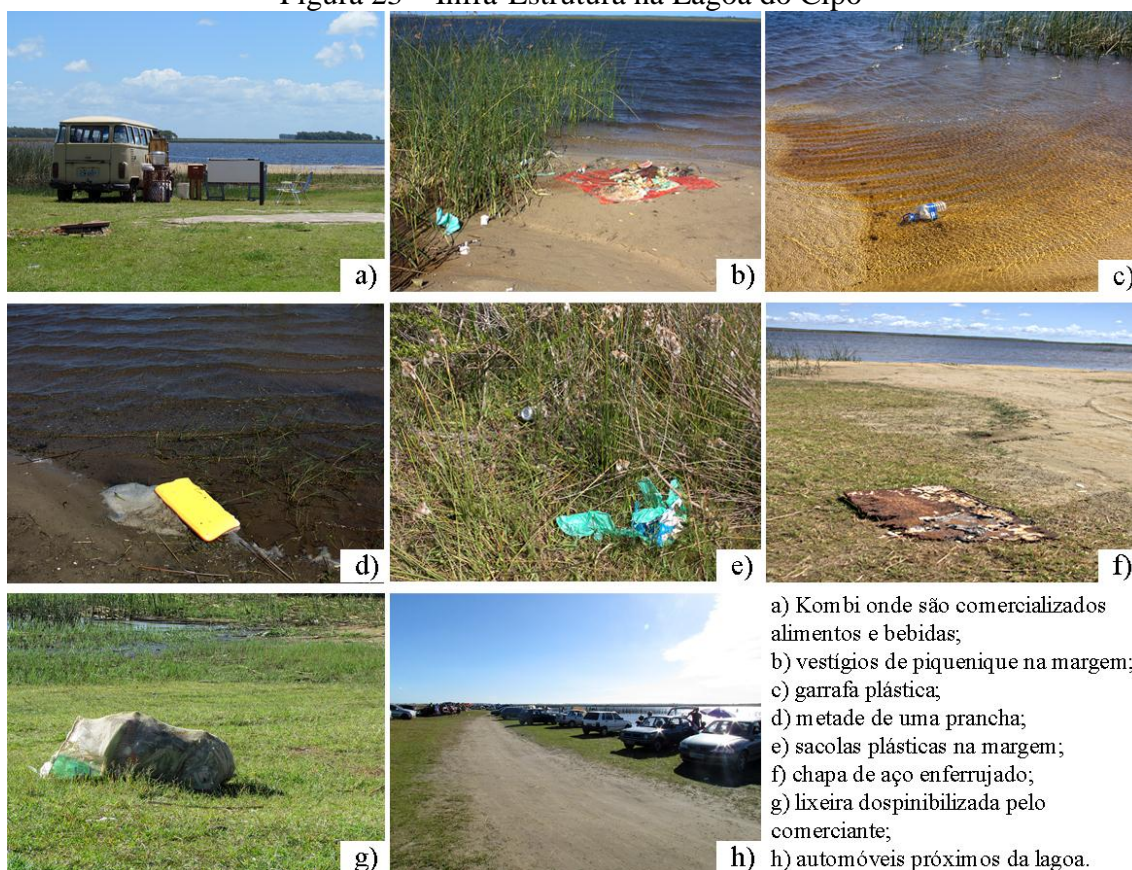 Figura 23 – Infra-Estrutura na Lagoa do Cipó
a)
b)
c)
d)
e)
f)
a) Kombi onde são comercializados
alimentos e bebidas;
b) vestígios de piquenique na margem;
c) garrafa plástica;
d) metade de uma prancha;
e) sacolas plásticas na margem;
f) chapa de aço enferrujado;
g) lixeira dospinibilizada pelo
comerciante;
h) automóveis próximos da lagoa.
g)
h)